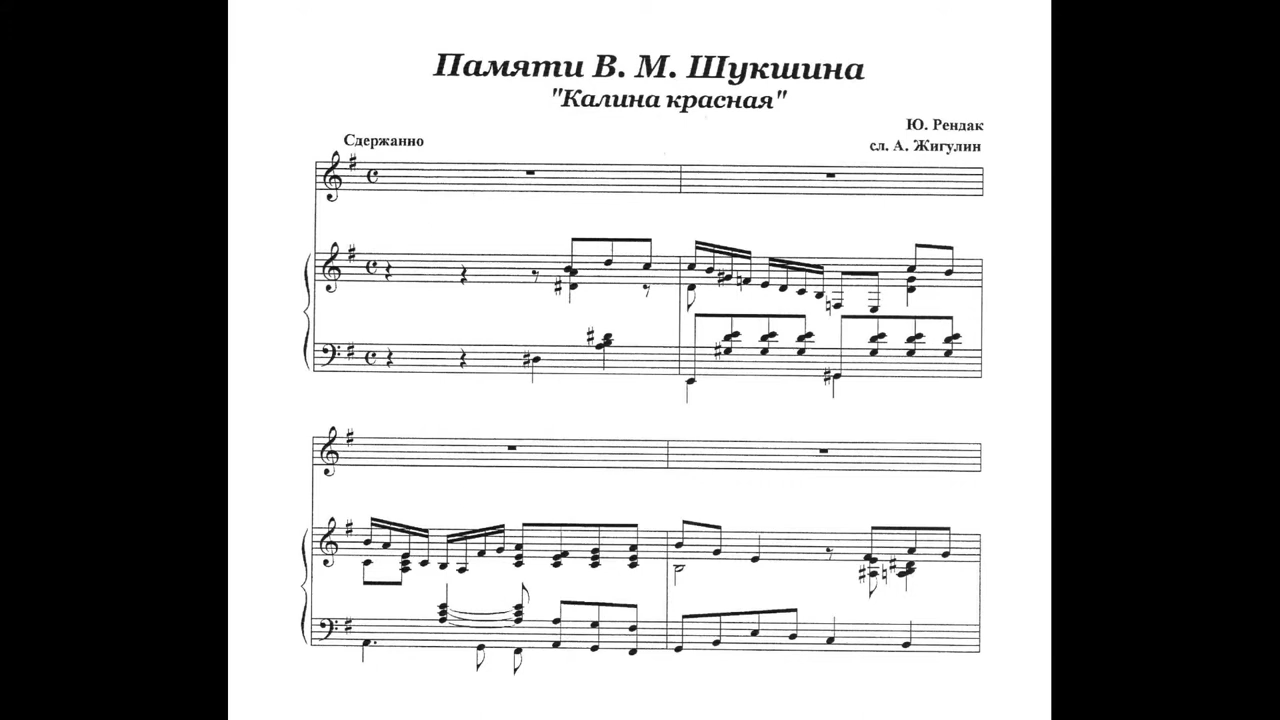 Памяти В. М. Шукшина
"Калина красная"
Ю. Рендак
Сдержанно
сл. А. Жигулин